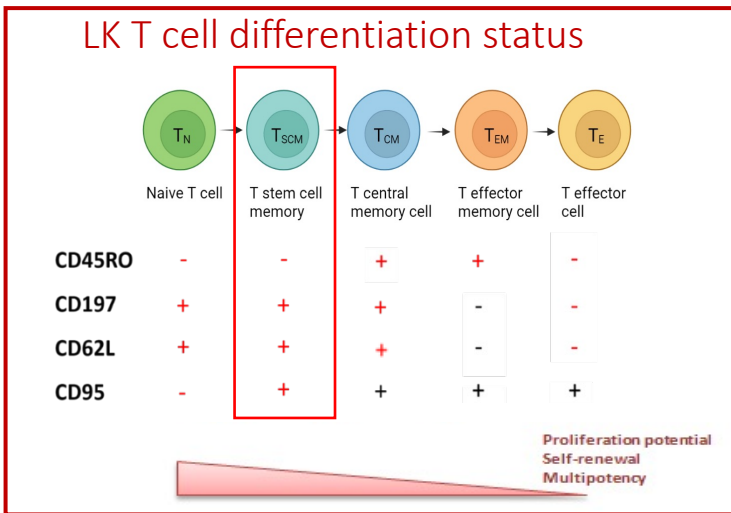 LK T cell differentiation status
TN TSCM TCM TEM TE
Naive T cell T stem cell memory T central memory cell T effector memory cell T effector cell
CD45RO - - + + -
CD197 + + + - -
CD62L + + + - -
CD95 - + + + +
Proliferation potential
Self-renewal
Multipotency